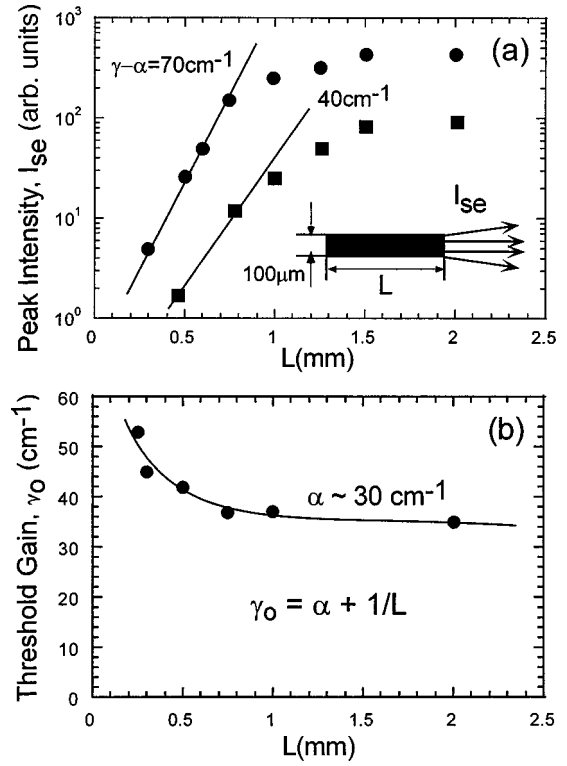 (a)
Peak Intensity, I_se (arb. units)
10³
10²
10¹
10⁰
γ−α=70cm⁻¹
40cm⁻¹
I_se
100μm
L
0 0.5 1 1.5 2 2.5
L(mm)
(b)
Threshold Gain, γ_o (cm⁻¹)
60
50
40
30
20
10
0
α ~ 30 cm⁻¹
γ_o = α + 1/L
0 0.5 1 1.5 2 2.5
L(mm)